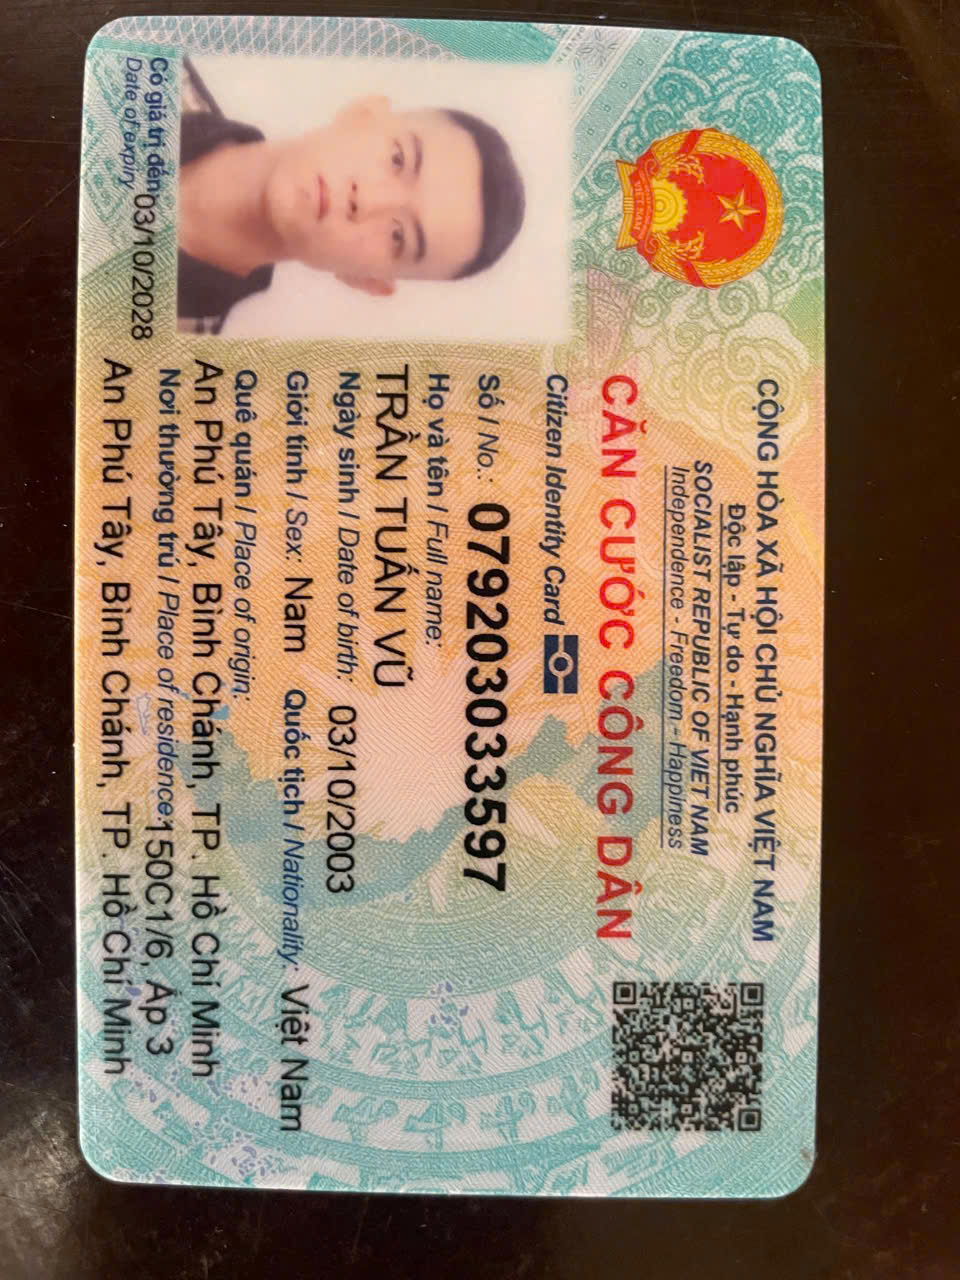 CỘNG HÒA XÃ HỘI CHỦ NGHĨA VIỆT NAM
Độc lập - Tự do - Hạnh phúc
SOCIALIST REPUBLIC OF VIET NAM
Independence - Freedom - Happiness
CĂN CƯỚC CÔNG DÂN
Citizen Identity Card
Số / No.: 079203033597
Họ và tên / Full name:
TRẦN TUẤN VŨ
Ngày sinh / Date of birth: 03/10/2003
Giới tính / Sex: Nam Quốc tịch / Nationality: Việt Nam
Quê quán / Place of origin:
An Phú Tây, Bình Chánh, TP. Hồ Chí Minh
Nơi thường trú / Place of residence: 150C1/6, Ấp 3
An Phú Tây, Bình Chánh, TP. Hồ Chí Minh
Có giá trị đến: 03/10/2028
Date of expiry